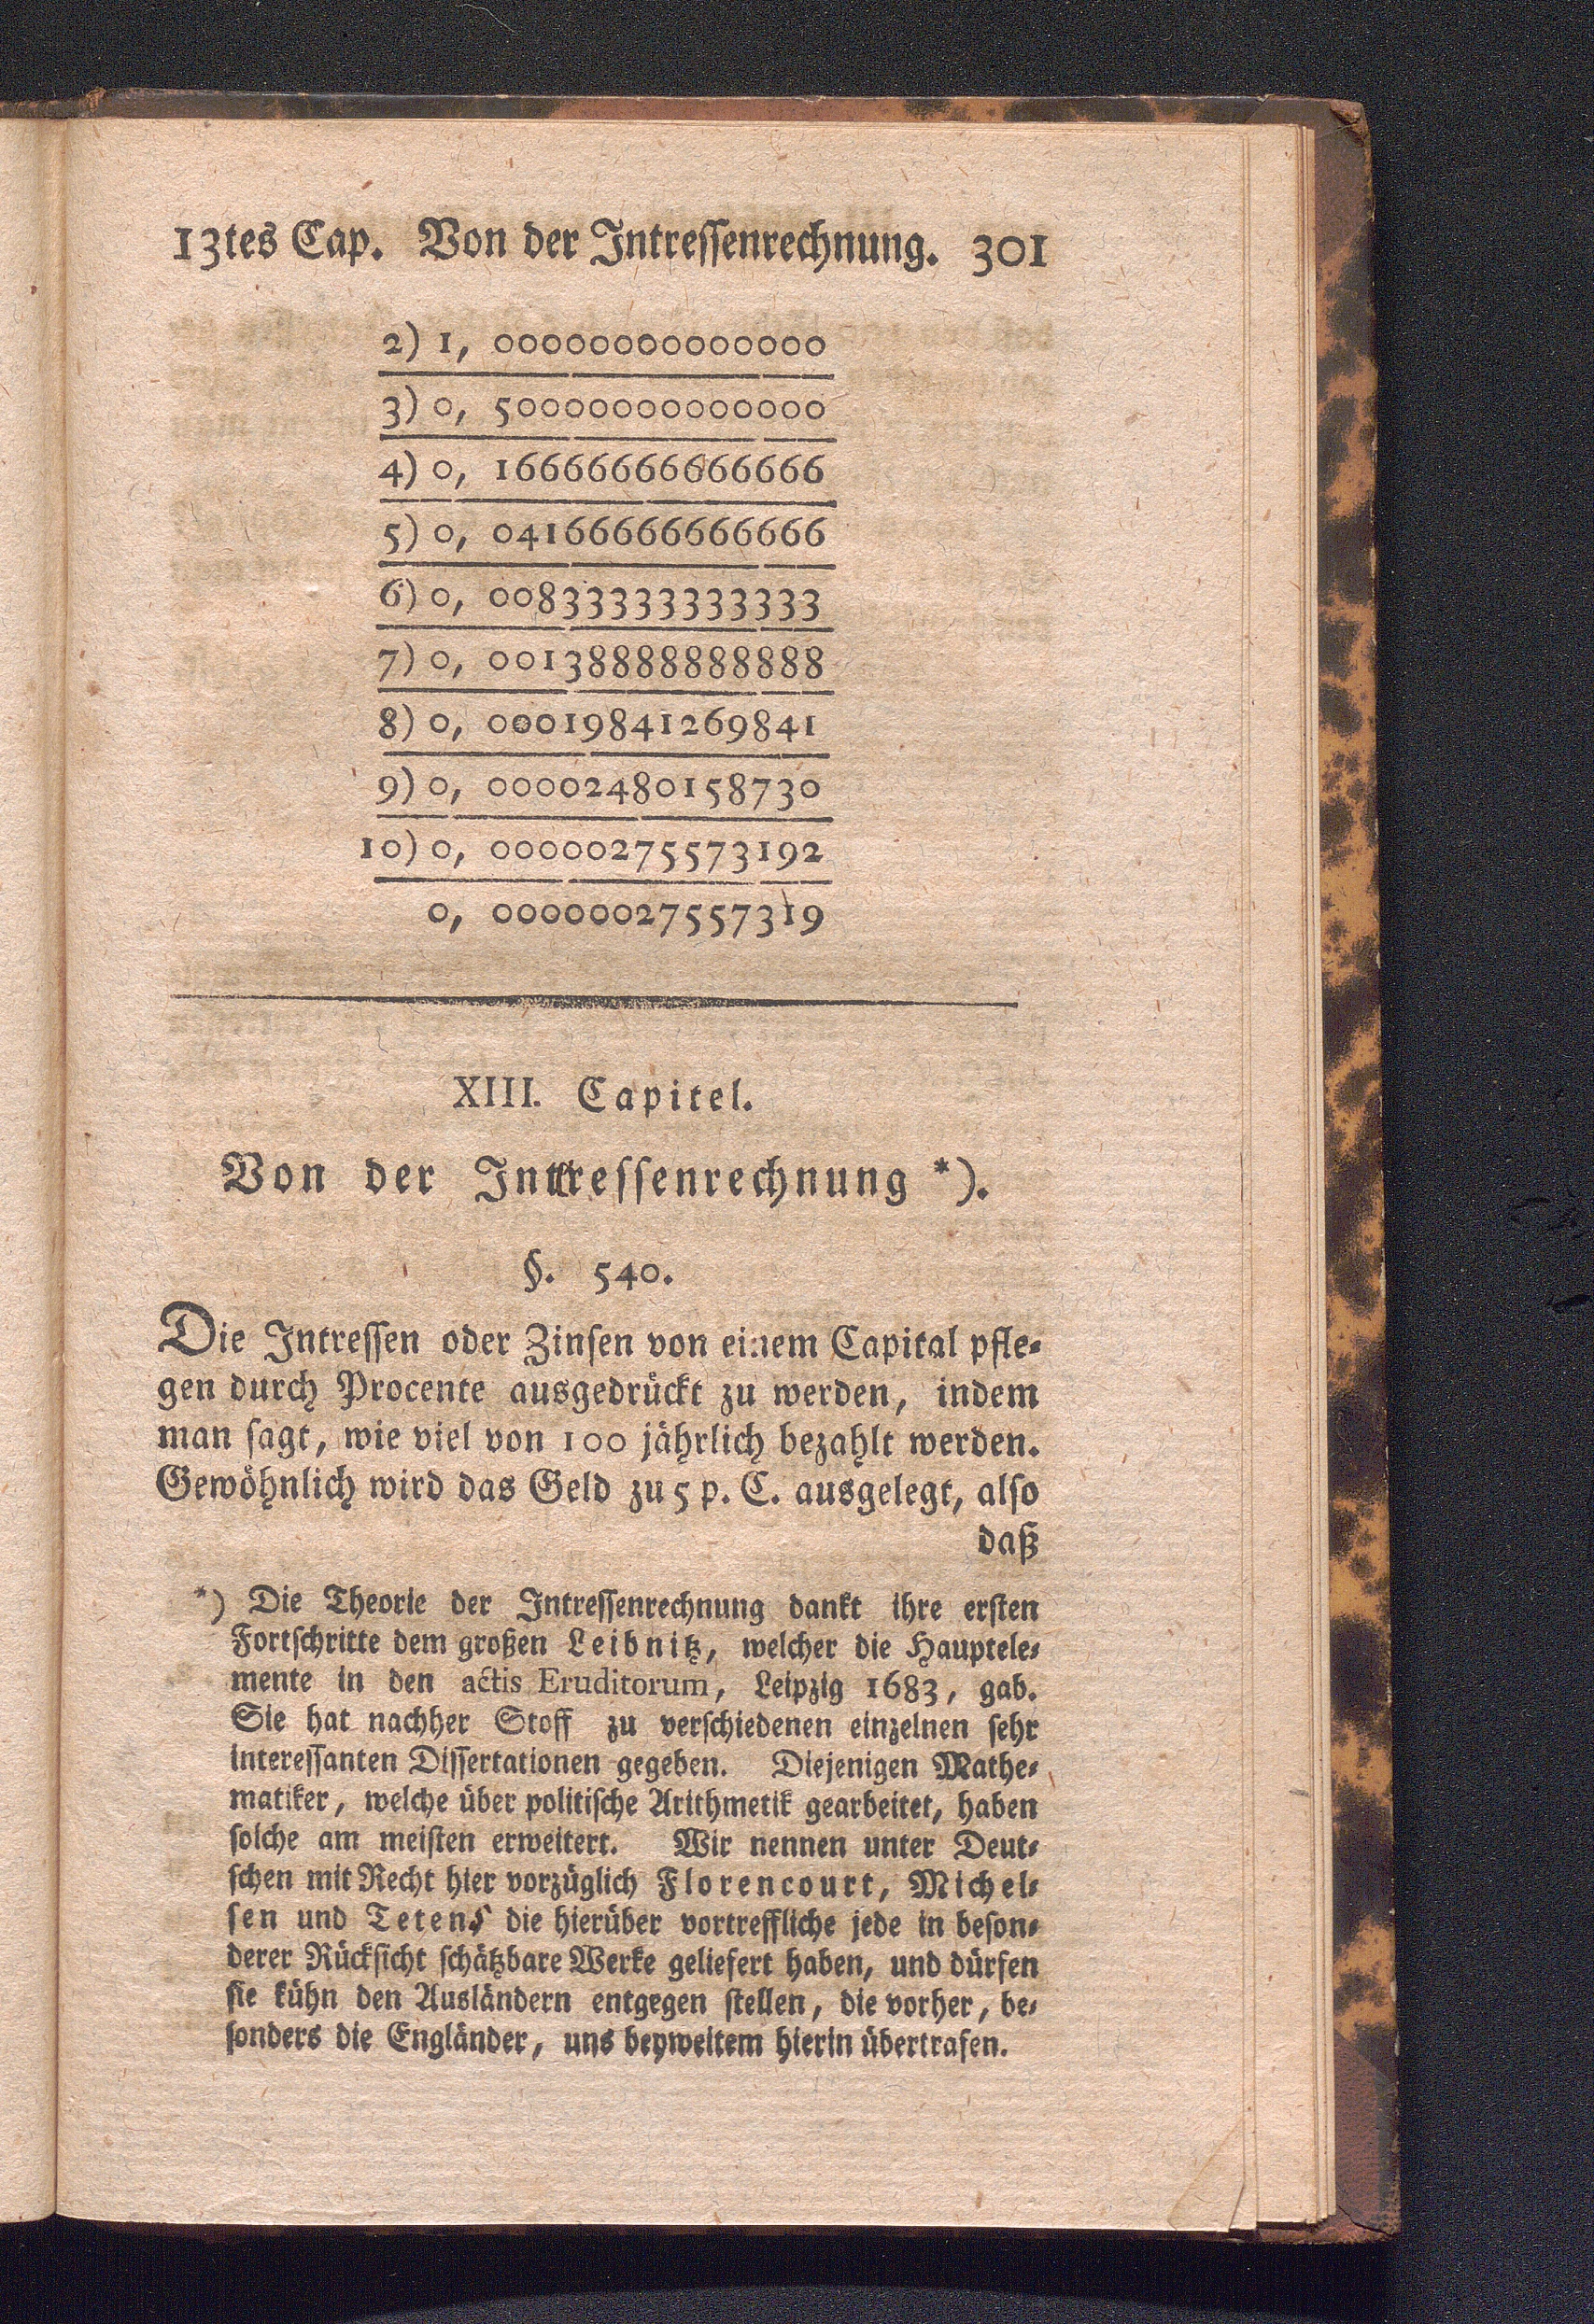 13tes Cap. Von der Intressenrechnung. 301
2) 1, 00000000000000
3) 0, 50000000000000
4) 0, 16666666666666
5) 0, 04166666666666
6) 0, 00833333333333
7) 0, 00138888888888
8) 0, 00019841269841
9) 0, 00002480158730
10) 0, 00000275573192
0, 00000027557319
XIII. Capitel.
Von der Intressenrechnung *).
§. 540.
Die Intressen oder Zinsen von einem Capital pfle-
gen durch Procente ausgedrückt zu werden, indem
man sagt, wie viel von 100 jährlich bezahlt werden.
Gewöhnlich wird das Geld zu 5 p. C. ausgelegt, also
daß
*) Die Theorie der Intressenrechnung dankt ihre ersten
Fortschritte dem großen Leibnitz, welcher die Hauptele-
mente in den actis Eruditorum, Leipzig 1683, gab.
Sie hat nachher Stoff zu verschiedenen einzelnen sehr
interessanten Dissertationen gegeben. Diejenigen Mathe-
matiker, welche über politische Arithmetik gearbeitet, haben
solche am meisten erweitert. Wir nennen unter Deut-
schen mit Recht hier vorzüglich Florencourt, Michel-
sen und Tetens die hierüber vortreffliche jede in beson-
derer Rücksicht schätzbare Werke geliefert haben, und dürfen
sie kühn den Ausländern entgegen stellen, die vorher, be-
sonders die Engländer, uns beyweitem hierin übertrafen.